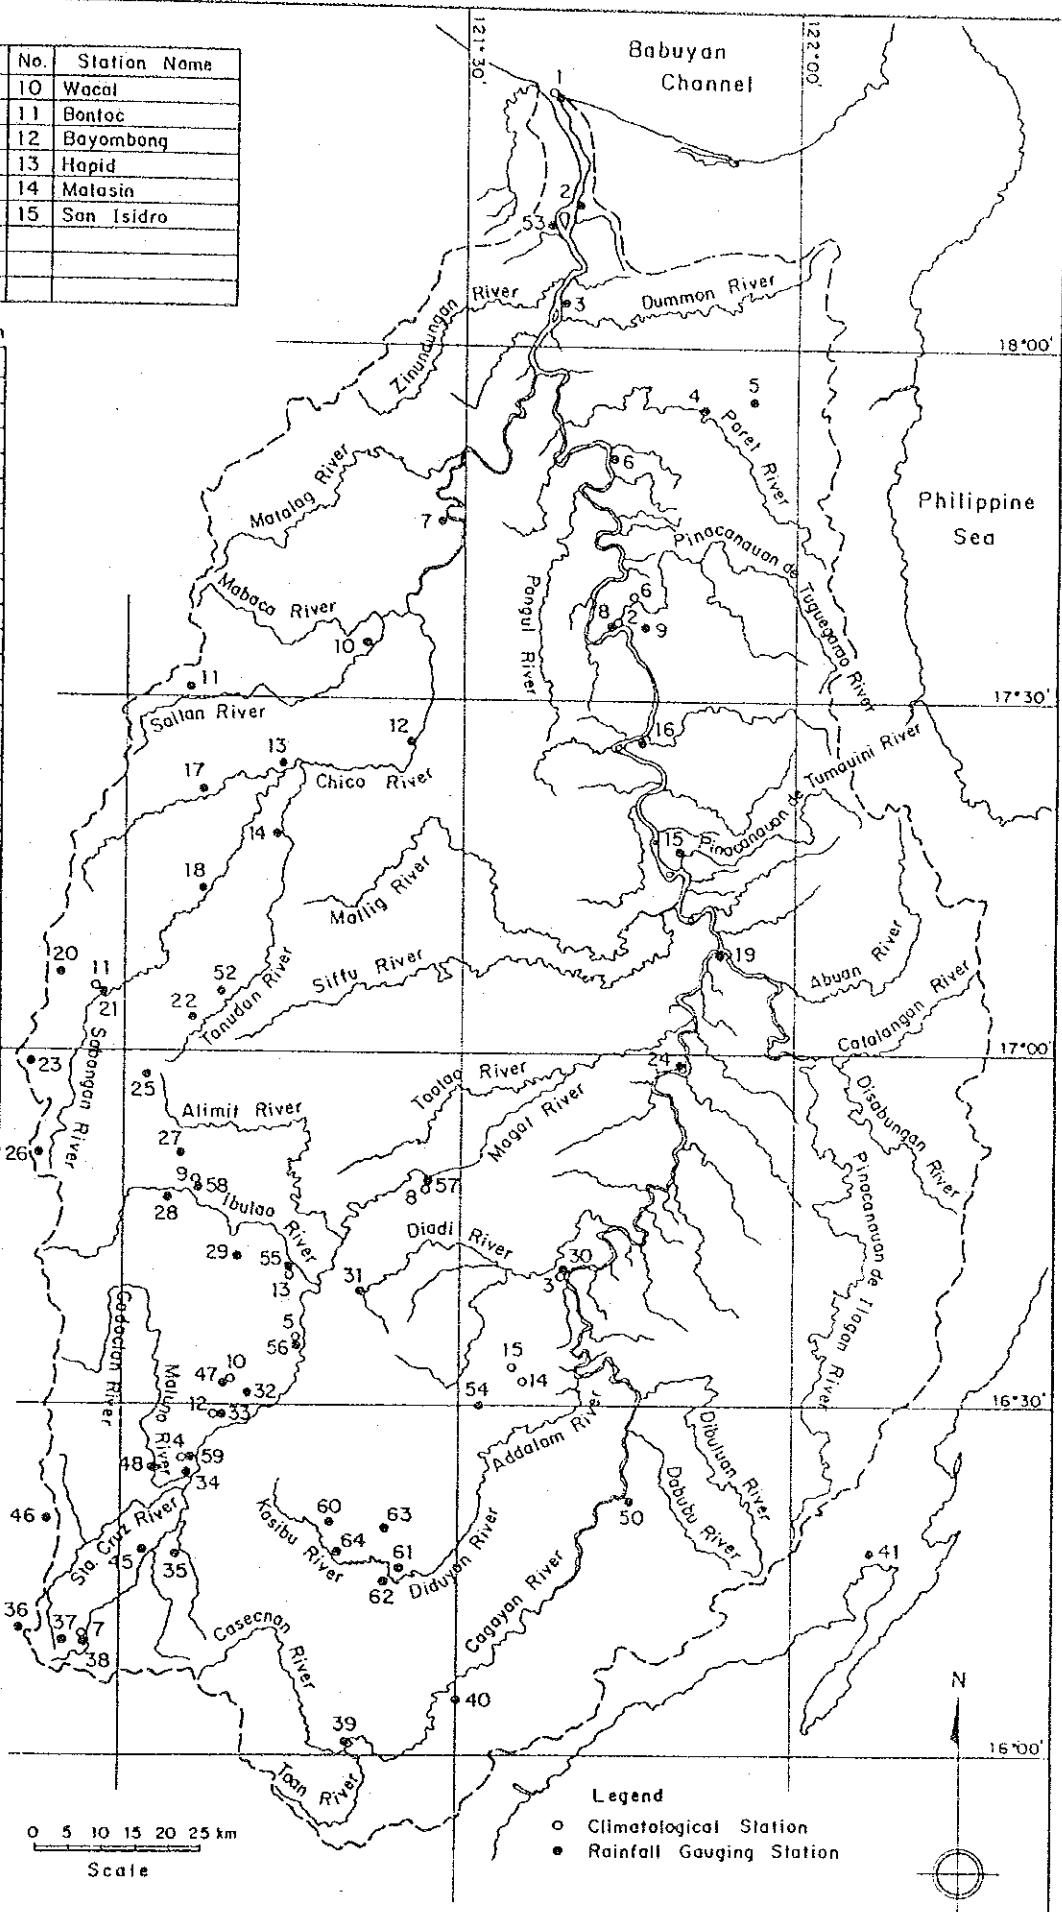 No. Station Name
10 Wacal
11 Bontoc
12 Bayombong
13 Hapid
14 Malasin
15 San Isidro
121°30'
122°00'
Babuyan
Channel
1
2
53
3
Zinundungan River
Dummon River
18°00'
4
5
Paret River
6
Matalag River
7
Philippine
Sea
Pinacanauan de Tuguegarao River
Mabaca River
Pangul River
6
8
2
9
10
11
17°30'
Saltan River
12
16
13
17
Chico River
Pinacanauan de Tumauini River
14
15
18
Mallig River
20
11
52
19
21
Siffu River
Abuan River
22
Tanudan River
Catalangan River
23
Sabangan River
24
17°00'
25
Taotao River
Disabungan River
Alimit River
Magat River
26
27
9
58
8
57
28
Ibulao River
Pinacanauan de Ilagan River
29
Diadi River
55
30
13
31
3
Cadaclan River
5
56
15
10
47
14
32
Maluno River
12
33
54
16°30'
Addalam River
4
59
48
34
Dibuluan River
Dabubu River
Kasibu River
60
63
46
Sta. Cruz River
50
64
45
35
61
41
62
Diduyon River
Cagayan River
36
37
7
38
Casecnan River
N
40
39
16°00'
Taan River
Legend
0 5 10 15 20 25 km
Scale
Climatological Station
Rainfall Gauging Station